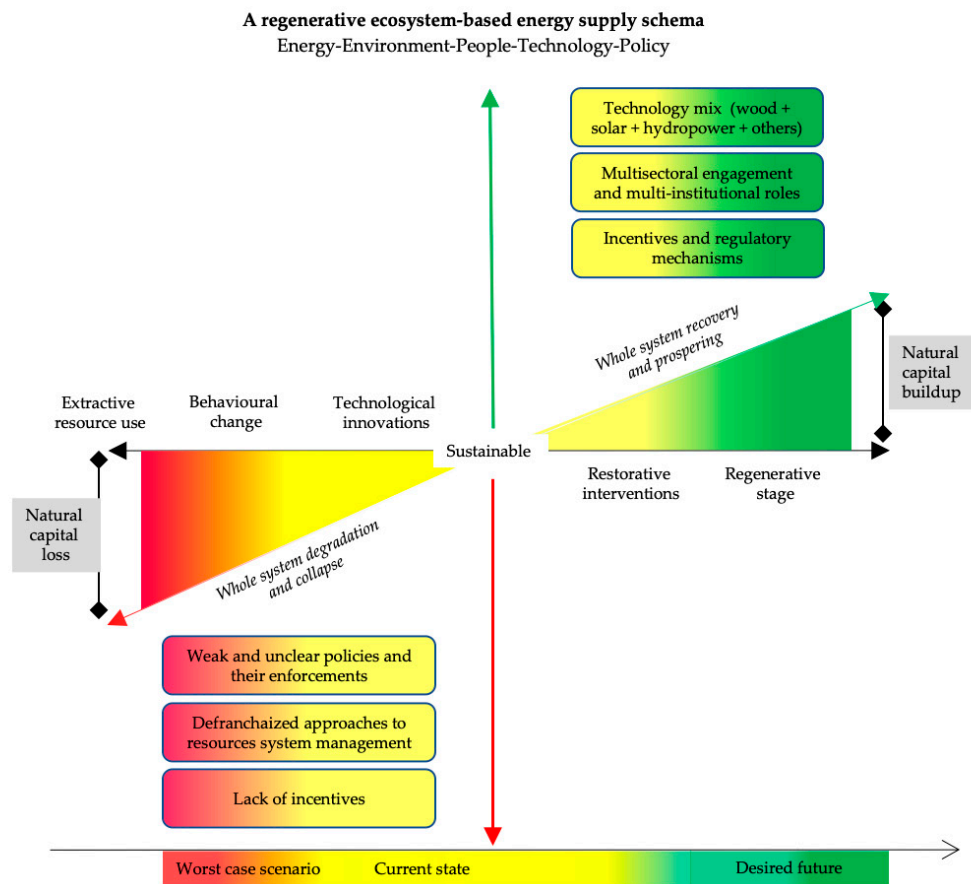 A regenerative ecosystem-based energy supply schema
Energy-Environment-People-Technology-Policy
Technology mix (wood +
solar + hydropower + others)
Multisectoral engagement
and multi-institutional roles
Incentives and regulatory
mechanisms
Whole system recovery
and prospering
Natural
capital
buildup
Extractive
resource use
Behavioural
change
Technological
innovations
Sustainable
Restorative
interventions
Regenerative
stage
Natural
capital
loss
Whole system degradation
and collapse
Weak and unclear policies and
their enforcements
Defranchaized approaches to
resources system management
Lack of incentives
Worst case scenario
Current state
Desired future